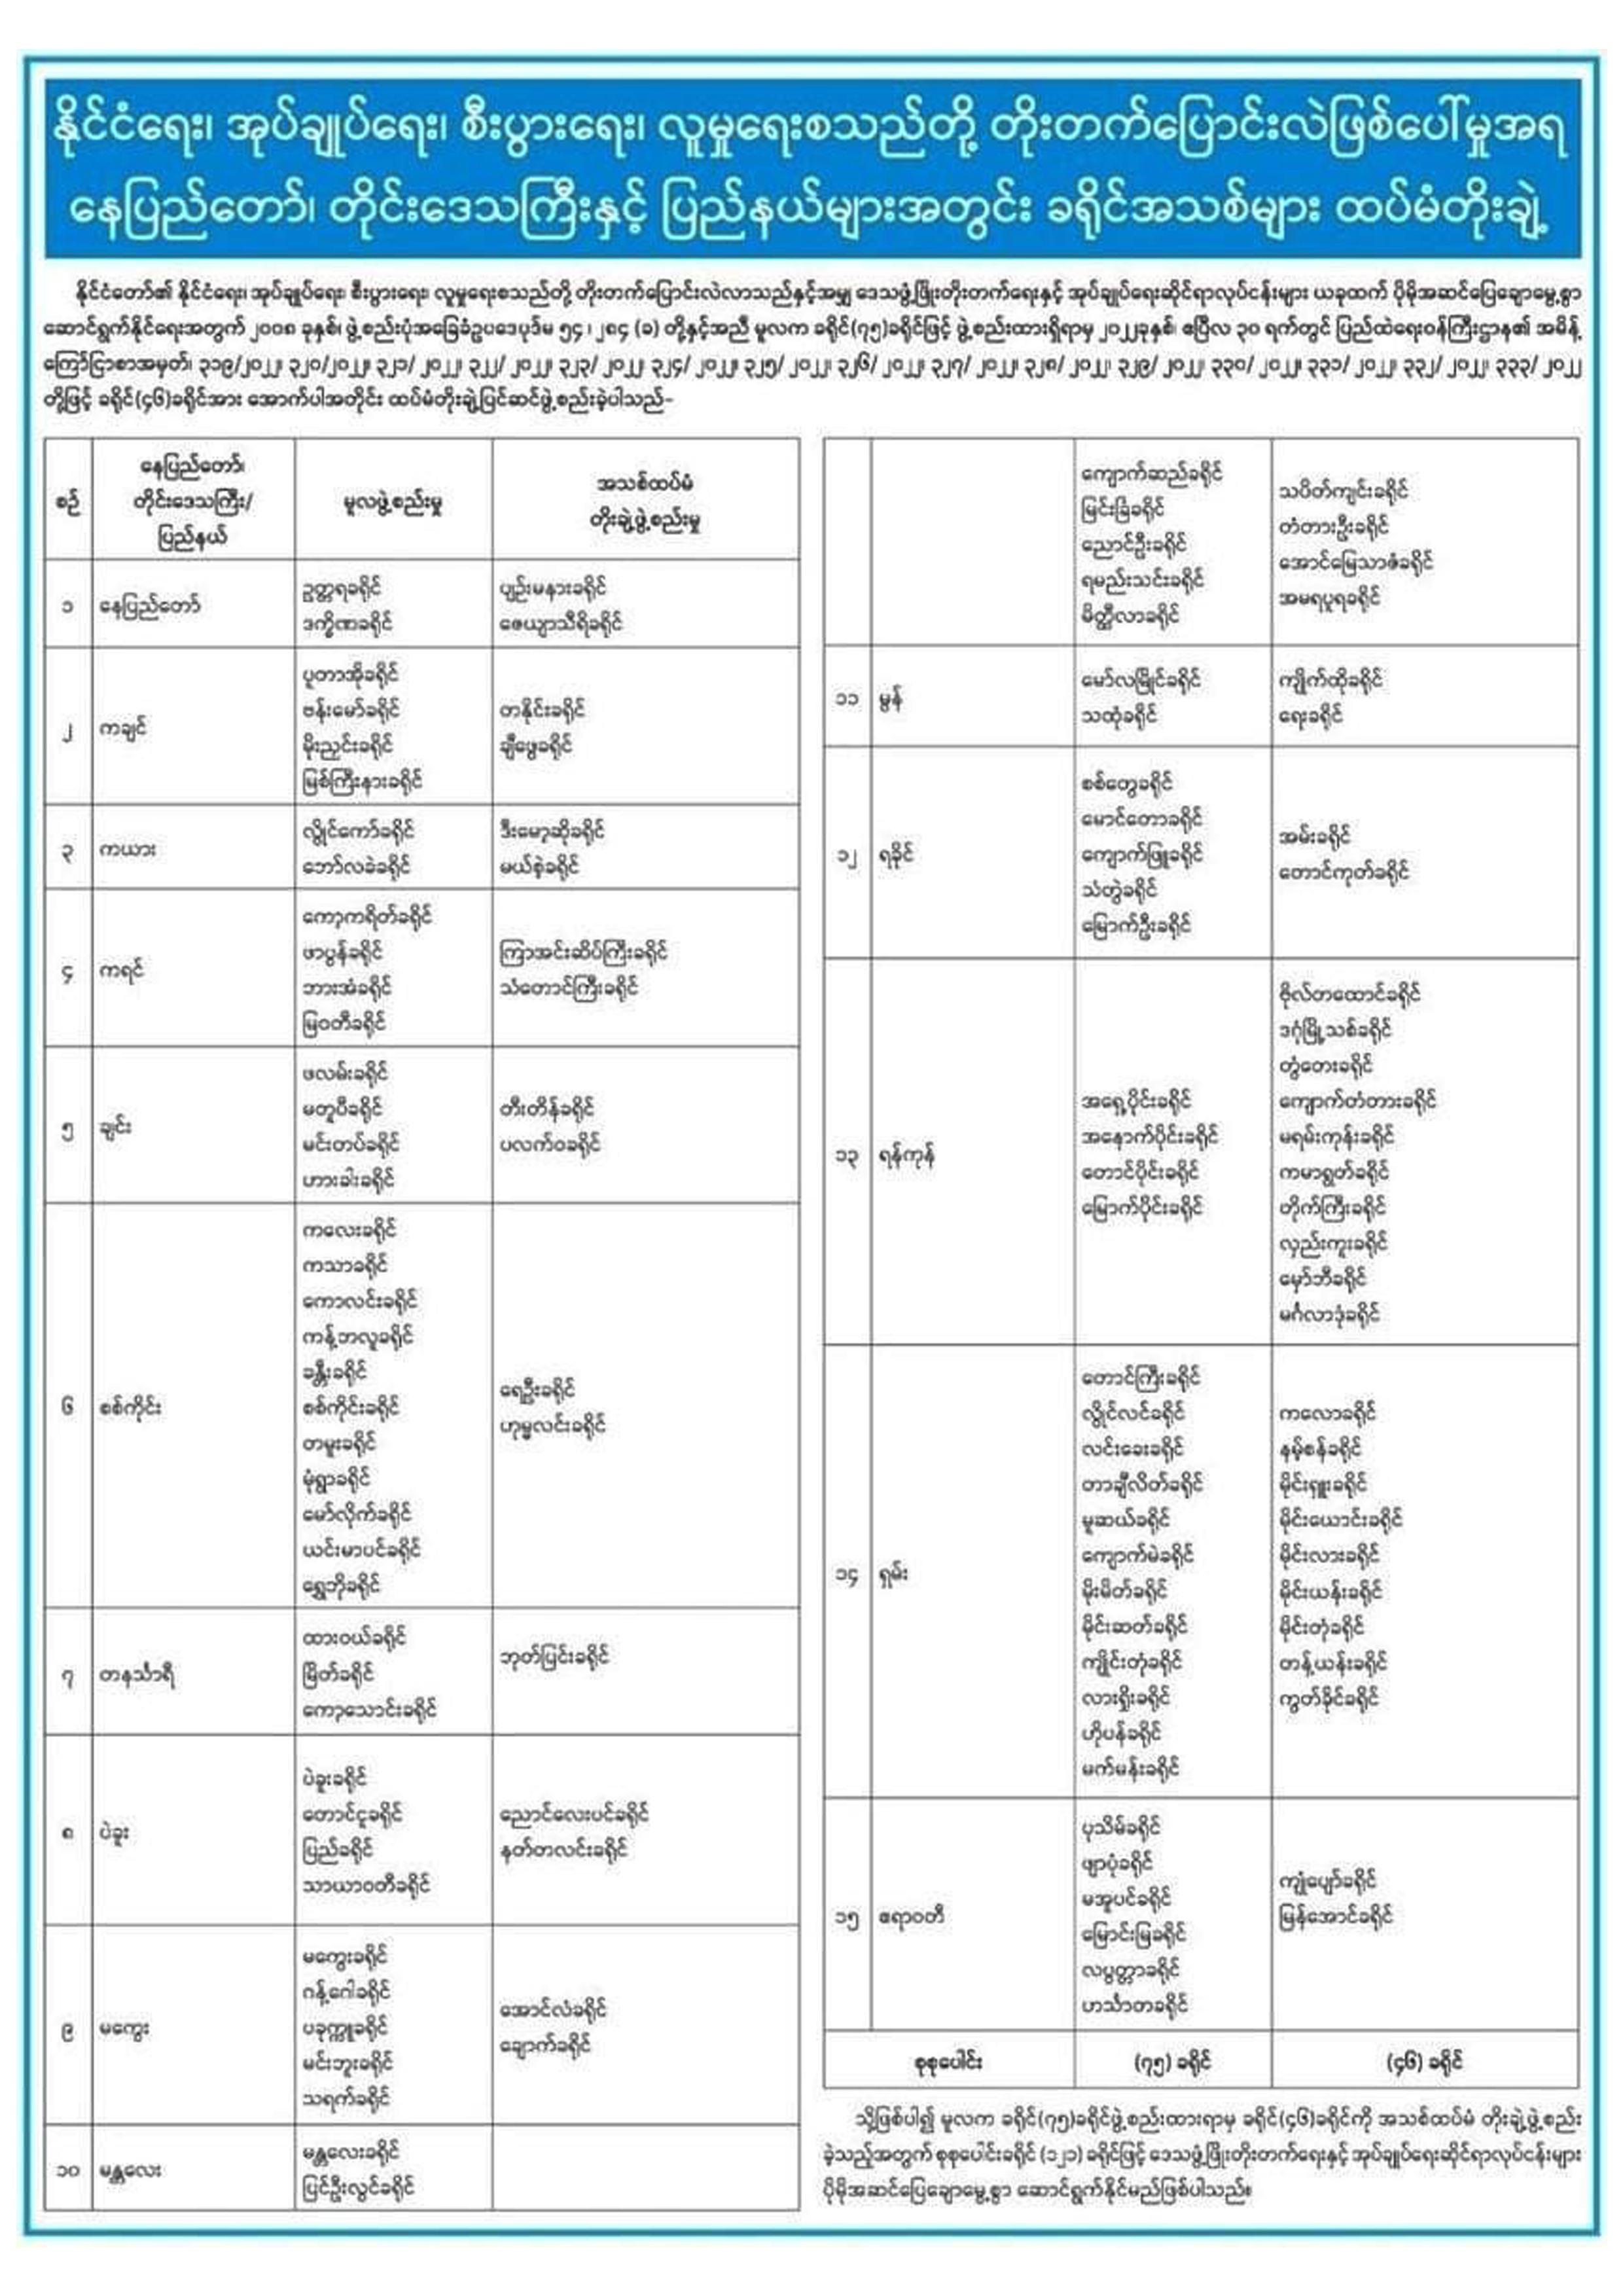 နိုင်ငံရေး၊ အုပ်ချုပ်ရေး၊ စီးပွားရေး၊ လူမှုရေးစသည်တို့ တိုးတက်ပြောင်းလဲဖြစ်ပေါ်မှုအရ
နေပြည်တော်၊ တိုင်းဒေသကြီးနှင့် ပြည်နယ်များအတွင်း ခရိုင်အသစ်များ ထပ်မံတိုးချဲ့
နိုင်ငံတော်၏ နိုင်ငံရေး၊ အုပ်ချုပ်ရေး၊ စီးပွားရေး၊ လူမှုရေးစသည်တို့ တိုးတက်ပြောင်းလဲလာသည်နှင့်အမျှ ဒေသဖွံ့ဖြိုးတိုးတက်ရေးနှင့် အုပ်ချုပ်ရေးဆိုင်ရာလုပ်ငန်းများ ယခုထက် ပိုမိုအဆင်ပြေချောမွေ့စွာ
ဆောင်ရွက်နိုင်ရေးအတွက် ၂၀၀၈ ခုနှစ်၊ ဖွဲ့စည်းပုံအခြေခံဥပဒေပုဒ်မ ၅၄ ၊ ၂၈၄ (ခ) တို့နှင့်အညီ မူလက ခရိုင်(၇၅)ခရိုင်ဖြင့် ဖွဲ့စည်းထားရှိရာမှ ၂၀၂၂ခုနှစ်၊ ဧပြီလ ၃၀ ရက်တွင် ပြည်ထဲရေးဝန်ကြီးဌာန၏ အမိန့်
ကြော်ငြာစာအမှတ်၊ ၃၁၉/၂၀၂၂၊ ၃၂၀/၂၀၂၂၊ ၃၂၁/ ၂၀၂၂၊ ၃၂၂/ ၂၀၂၂၊ ၃၂၃/ ၂၀၂၂၊ ၃၂၄/ ၂၀၂၂၊ ၃၂၅/ ၂၀၂၂၊ ၃၂၆/ ၂၀၂၂၊ ၃၂၇/ ၂၀၂၂၊ ၃၂၈/ ၂၀၂၂၊ ၃၂၉/ ၂၀၂၂၊ ၃၃၀/ ၂၀၂၂၊ ၃၃၁/ ၂၀၂၂၊ ၃၃၂/ ၂၀၂၂၊ ၃၃၃/ ၂၀၂၂
တို့ဖြင့် ခရိုင်(၄၆)ခရိုင်အား အောက်ပါအတိုင်း ထပ်မံတိုးချဲ့ပြင်ဆင်ဖွဲ့စည်းခဲ့ပါသည်-
စဉ်
နေပြည်တော်၊
တိုင်းဒေသကြီး/
ပြည်နယ်
မူလဖွဲ့စည်းမှု
အသစ်ထပ်မံ
တိုးချဲ့ဖွဲ့စည်းမှု
၁ နေပြည်တော်
ဥတ္တရခရိုင်
ဒက္ခိဏခရိုင်
ပျဉ်းမနားခရိုင်
ဇေယျာသီရိခရိုင်
၂ ကချင်
ပူတာအိုခရိုင်
ဗန်းမော်ခရိုင်
မိုးညှင်းခရိုင်
မြစ်ကြီးနားခရိုင်
တနိုင်းခရိုင်
ချီဖွေခရိုင်
၃ ကယား
လွိုင်ကော်ခရိုင်
ဘော်လခဲခရိုင်
ဒီးမော့ဆိုခရိုင်
မယ်စဲ့ခရိုင်
၄ ကရင်
ကော့ကရိတ်ခရိုင်
ဖာပွန်ခရိုင်
ဘားအံခရိုင်
မြဝတီခရိုင်
ကြာအင်းဆိပ်ကြီးခရိုင်
သံတောင်ကြီးခရိုင်
၅ ချင်း
ဖလမ်းခရိုင်
မတူပီခရိုင်
မင်းတပ်ခရိုင်
ဟားခါးခရိုင်
တီးတိန်ခရိုင်
ပလက်ဝခရိုင်
၆ စစ်ကိုင်း
ကလေးခရိုင်
ကသာခရိုင်
ကောလင်းခရိုင်
ကန့်ဘလူခရိုင်
ခန္တီးခရိုင်
စစ်ကိုင်းခရိုင်
တမူးခရိုင်
မုံရွာခရိုင်
မော်လိုက်ခရိုင်
ယင်းမာပင်ခရိုင်
ရွှေဘိုခရိုင်
ရေဦးခရိုင်
ဟုမ္မလင်းခရိုင်
၇ တနင်္သာရီ
ထားဝယ်ခရိုင်
မြိတ်ခရိုင်
ကော့သောင်းခရိုင်
ဘုတ်ပြင်းခရိုင်
၈ ပဲခူး
ပဲခူးခရိုင်
တောင်ငူခရိုင်
ပြည်ခရိုင်
သာယာဝတီခရိုင်
ညောင်လေးပင်ခရိုင်
နတ်တလင်းခရိုင်
၉ မကွေး
မကွေးခရိုင်
ဂန့်ဂေါခရိုင်
ပခုက္ကူခရိုင်
မင်းဘူးခရိုင်
သရက်ခရိုင်
အောင်လံခရိုင်
ချောက်ခရိုင်
၁၀ မန္တလေး
မန္တလေးခရိုင်
ပြင်ဦးလွင်ခရိုင်
ကျောက်ဆည်ခရိုင်
မြင်းခြံခရိုင်
ညောင်ဦးခရိုင်
ရမည်းသင်းခရိုင်
မိတ္ထီလာခရိုင်
သပိတ်ကျင်းခရိုင်
တံတားဦးခရိုင်
အောင်မြေသာဇံခရိုင်
အမရပူရခရိုင်
၁၁ မွန်
မော်လမြိုင်ခရိုင်
သထုံခရိုင်
ကျိုက်ထိုခရိုင်
ရေးခရိုင်
၁၂ ရခိုင်
စစ်တွေခရိုင်
မောင်တောခရိုင်
ကျောက်ဖြူခရိုင်
သံတွဲခရိုင်
မြောက်ဦးခရိုင်
အမ်းခရိုင်
တောင်ကုတ်ခရိုင်
၁၃ ရန်ကုန်
အရှေ့ပိုင်းခရိုင်
အနောက်ပိုင်းခရိုင်
တောင်ပိုင်းခရိုင်
မြောက်ပိုင်းခရိုင်
ဗိုလ်တထောင်ခရိုင်
ဒဂုံမြို့သစ်ခရိုင်
တွံတေးခရိုင်
ကျောက်တံတားခရိုင်
မရမ်းကုန်းခရိုင်
ကမာရွတ်ခရိုင်
တိုက်ကြီးခရိုင်
လှည်းကူးခရိုင်
မှော်ဘီခရိုင်
မင်္ဂလာဒုံခရိုင်
၁၄ ရှမ်း
တောင်ကြီးခရိုင်
လွိုင်လင်ခရိုင်
လင်းခေးခရိုင်
တာချီလိတ်ခရိုင်
မူဆယ်ခရိုင်
ကျောက်မဲခရိုင်
မိုးမိတ်ခရိုင်
မိုင်းဆတ်ခရိုင်
ကျိုင်းတုံခရိုင်
လားရှိုးခရိုင်
ဟိုပန်ခရိုင်
မက်မန်းခရိုင်
ကလောခရိုင်
နမ့်စန်ခရိုင်
မိုင်းရှူးခရိုင်
မိုင်းယောင်းခရိုင်
မိုင်းလားခရိုင်
မိုင်းယန်းခရိုင်
မိုင်းတုံခရိုင်
တန့်ယန်းခရိုင်
ကွတ်ခိုင်ခရိုင်
၁၅ ဧရာဝတီ
ပုသိမ်ခရိုင်
ဖျာပုံခရိုင်
မအူပင်ခရိုင်
မြောင်းမြခရိုင်
လပွတ္တာခရိုင်
ဟင်္သာတခရိုင်
ကျုံပျော်ခရိုင်
မြန်အောင်ခရိုင်
စုစုပေါင်း (၇၅) ခရိုင် (၄၆) ခရိုင်
သို့ဖြစ်ပါ၍ မူလက ခရိုင်(၇၅)ခရိုင်ဖွဲ့စည်းထားရာမှ ခရိုင်(၄၆)ခရိုင်ကို အသစ်ထပ်မံ တိုးချဲ့ဖွဲ့စည်း
ခဲ့သည့်အတွက် စုစုပေါင်းခရိုင် (၁၂၁) ခရိုင်ဖြင့် ဒေသဖွံ့ဖြိုးတိုးတက်ရေးနှင့် အုပ်ချုပ်ရေးဆိုင်ရာလုပ်ငန်းများ
ပိုမိုအဆင်ပြေချောမွေ့စွာ ဆောင်ရွက်နိုင်မည်ဖြစ်ပါသည်။